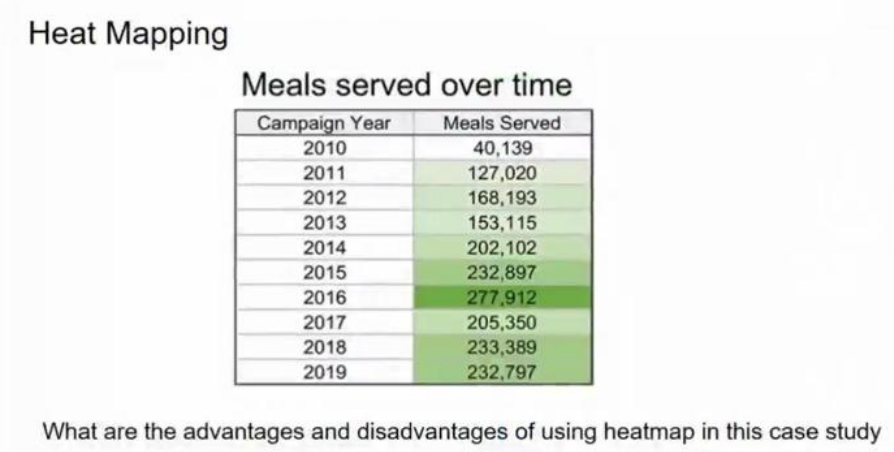 Heat Mapping
Meals served over time
Campaign Year Meals Served
2010 40,139
2011 127,020
2012 168,193
2013 153,115
2014 202,102
2015 232,897
2016 277,912
2017 205,350
2018 233,389
2019 232,797
What are the advantages and disadvantages of using heatmap in this case study